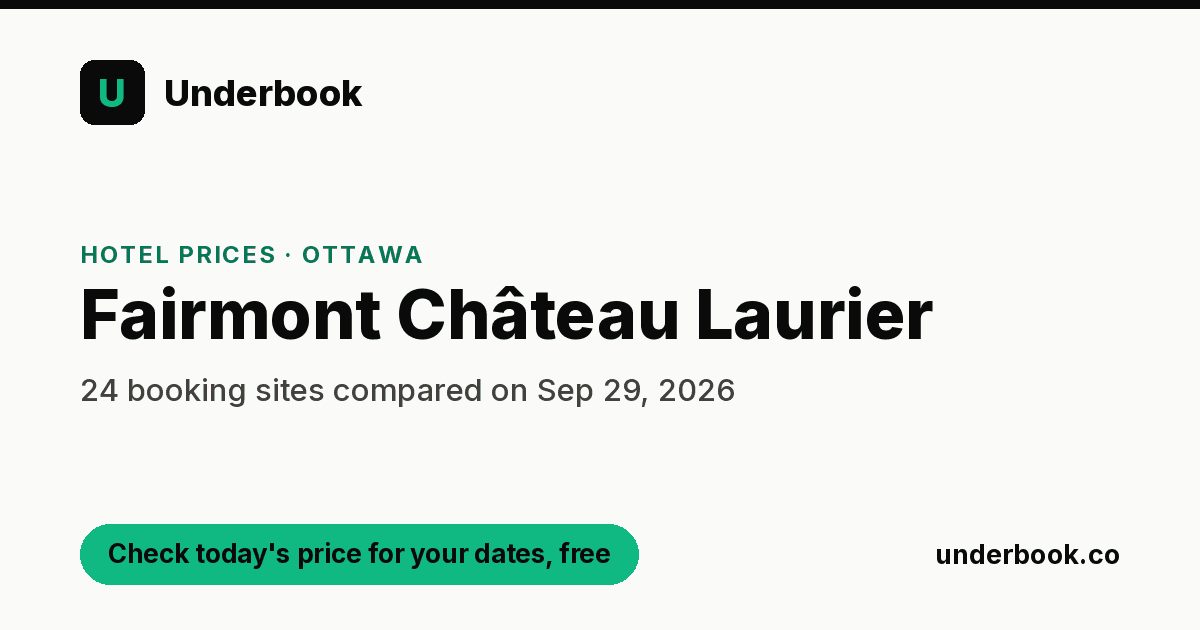 U Underbook
HOTEL PRICES · OTTAWA
Fairmont Château Laurier
24 booking sites compared on Sep 29, 2026
Check today's price for your dates, free
underbook.co